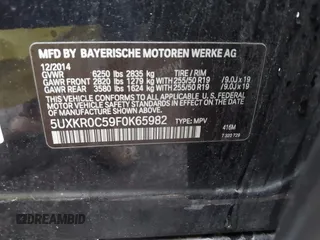 MFD BY BAYERISCHE MOTOREN WERKE AG
12/2014
GVWR 6250 lbs 2835 kg TIRE / RIM
GAWR FRONT 2820 lbs 1279 kg 255/50 R19 /9.0J x 19
GAWR REAR 3580 lbs 1624 kg 255/50 R19 /9.0J x 19
THIS VEHICLE CONFORMS TO ALL APPLICABLE
U.S. FEDERAL MOTOR VEHICLE SAFETY
STANDARDS IN EFFECT ON THE DATE OF
MANUFACTURE SHOWN ABOVE.
5UXKR0C59F0K65982 TYPE: MPV
416M